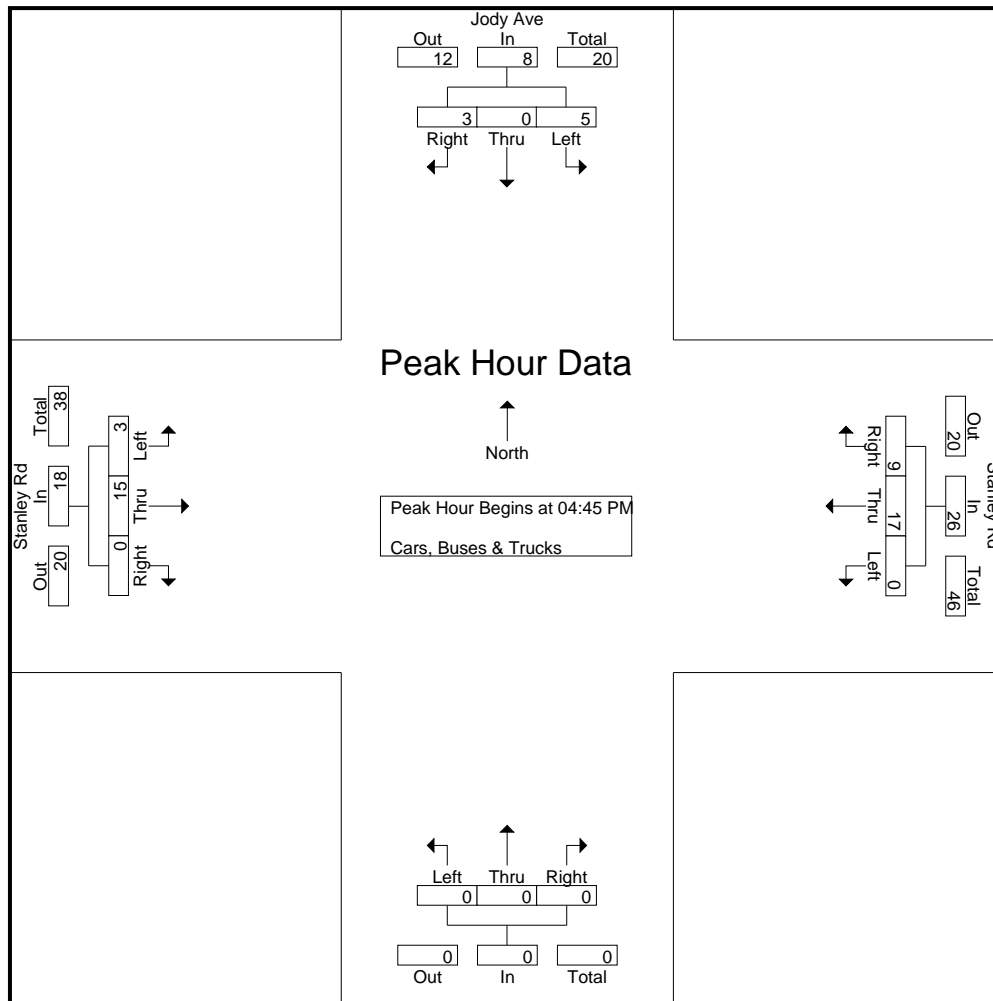 Jody Ave
Out In Total
12 8 20
3 0 5
Right Thru Left
Peak Hour Data
North
Peak Hour Begins at 04:45 PM
Cars, Buses & Trucks
Stanley Rd
Total In Out
38 18 20
3 15 0
Left Thru Right
Right Thru Left
9 17 0
Out In Total
20 26 46
Stanley Rd
Left Thru Right
0 0 0
0 0 0
Out In Total